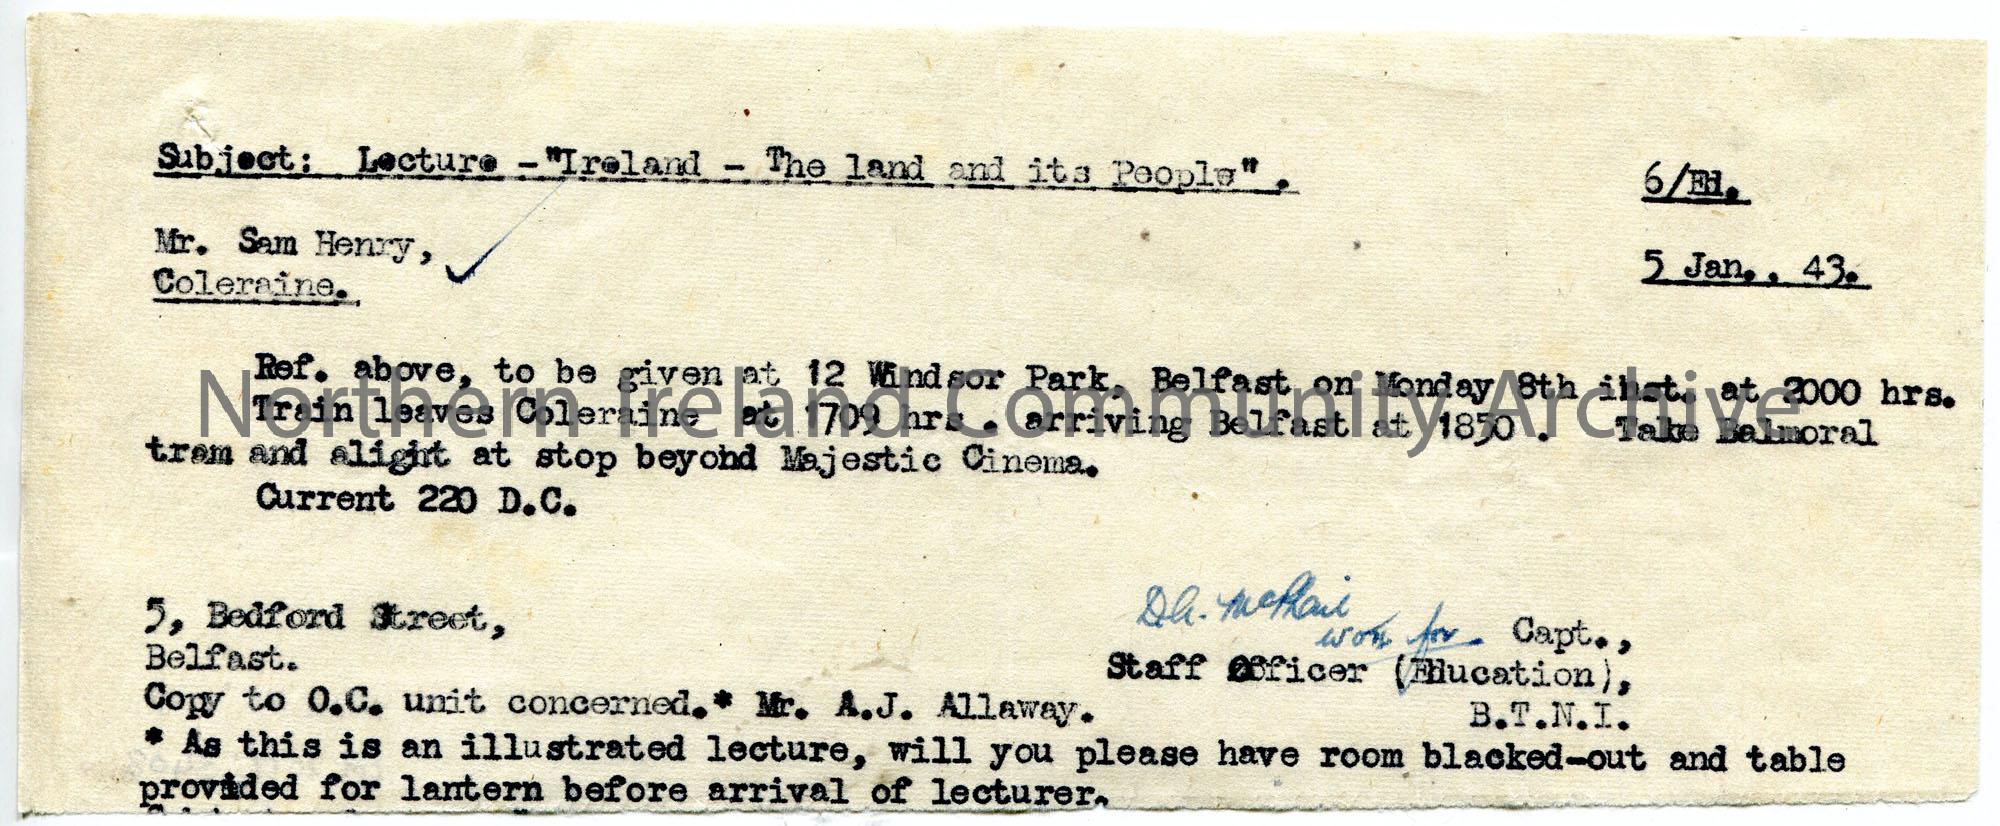 Subject: Lecture -"Ireland - The land and its People".
6/Ed.
Mr. Sam Henry,
Coleraine.
5 Jan., 43.
Ref. above, to be given at 12 Windsor Park, Belfast on Monday 8th inst. at 2000 hrs.
Train leaves Coleraine at 1709 hrs. arriving Belfast at 1850. Take Balmoral
tram and alight at stop beyond Majestic Cinema.
Current 220 D.C.
Northern Ireland Community Archive
5, Bedford Street,
Belfast.
D.A. McPhail
for Capt.,
Staff Officer (Education),
B.T.N.I.
Copy to O.C. unit concerned.* Mr. A.J. Allaway.
* As this is an illustrated lecture, will you please have room blacked-out and table
provided for lantern before arrival of lecturer.